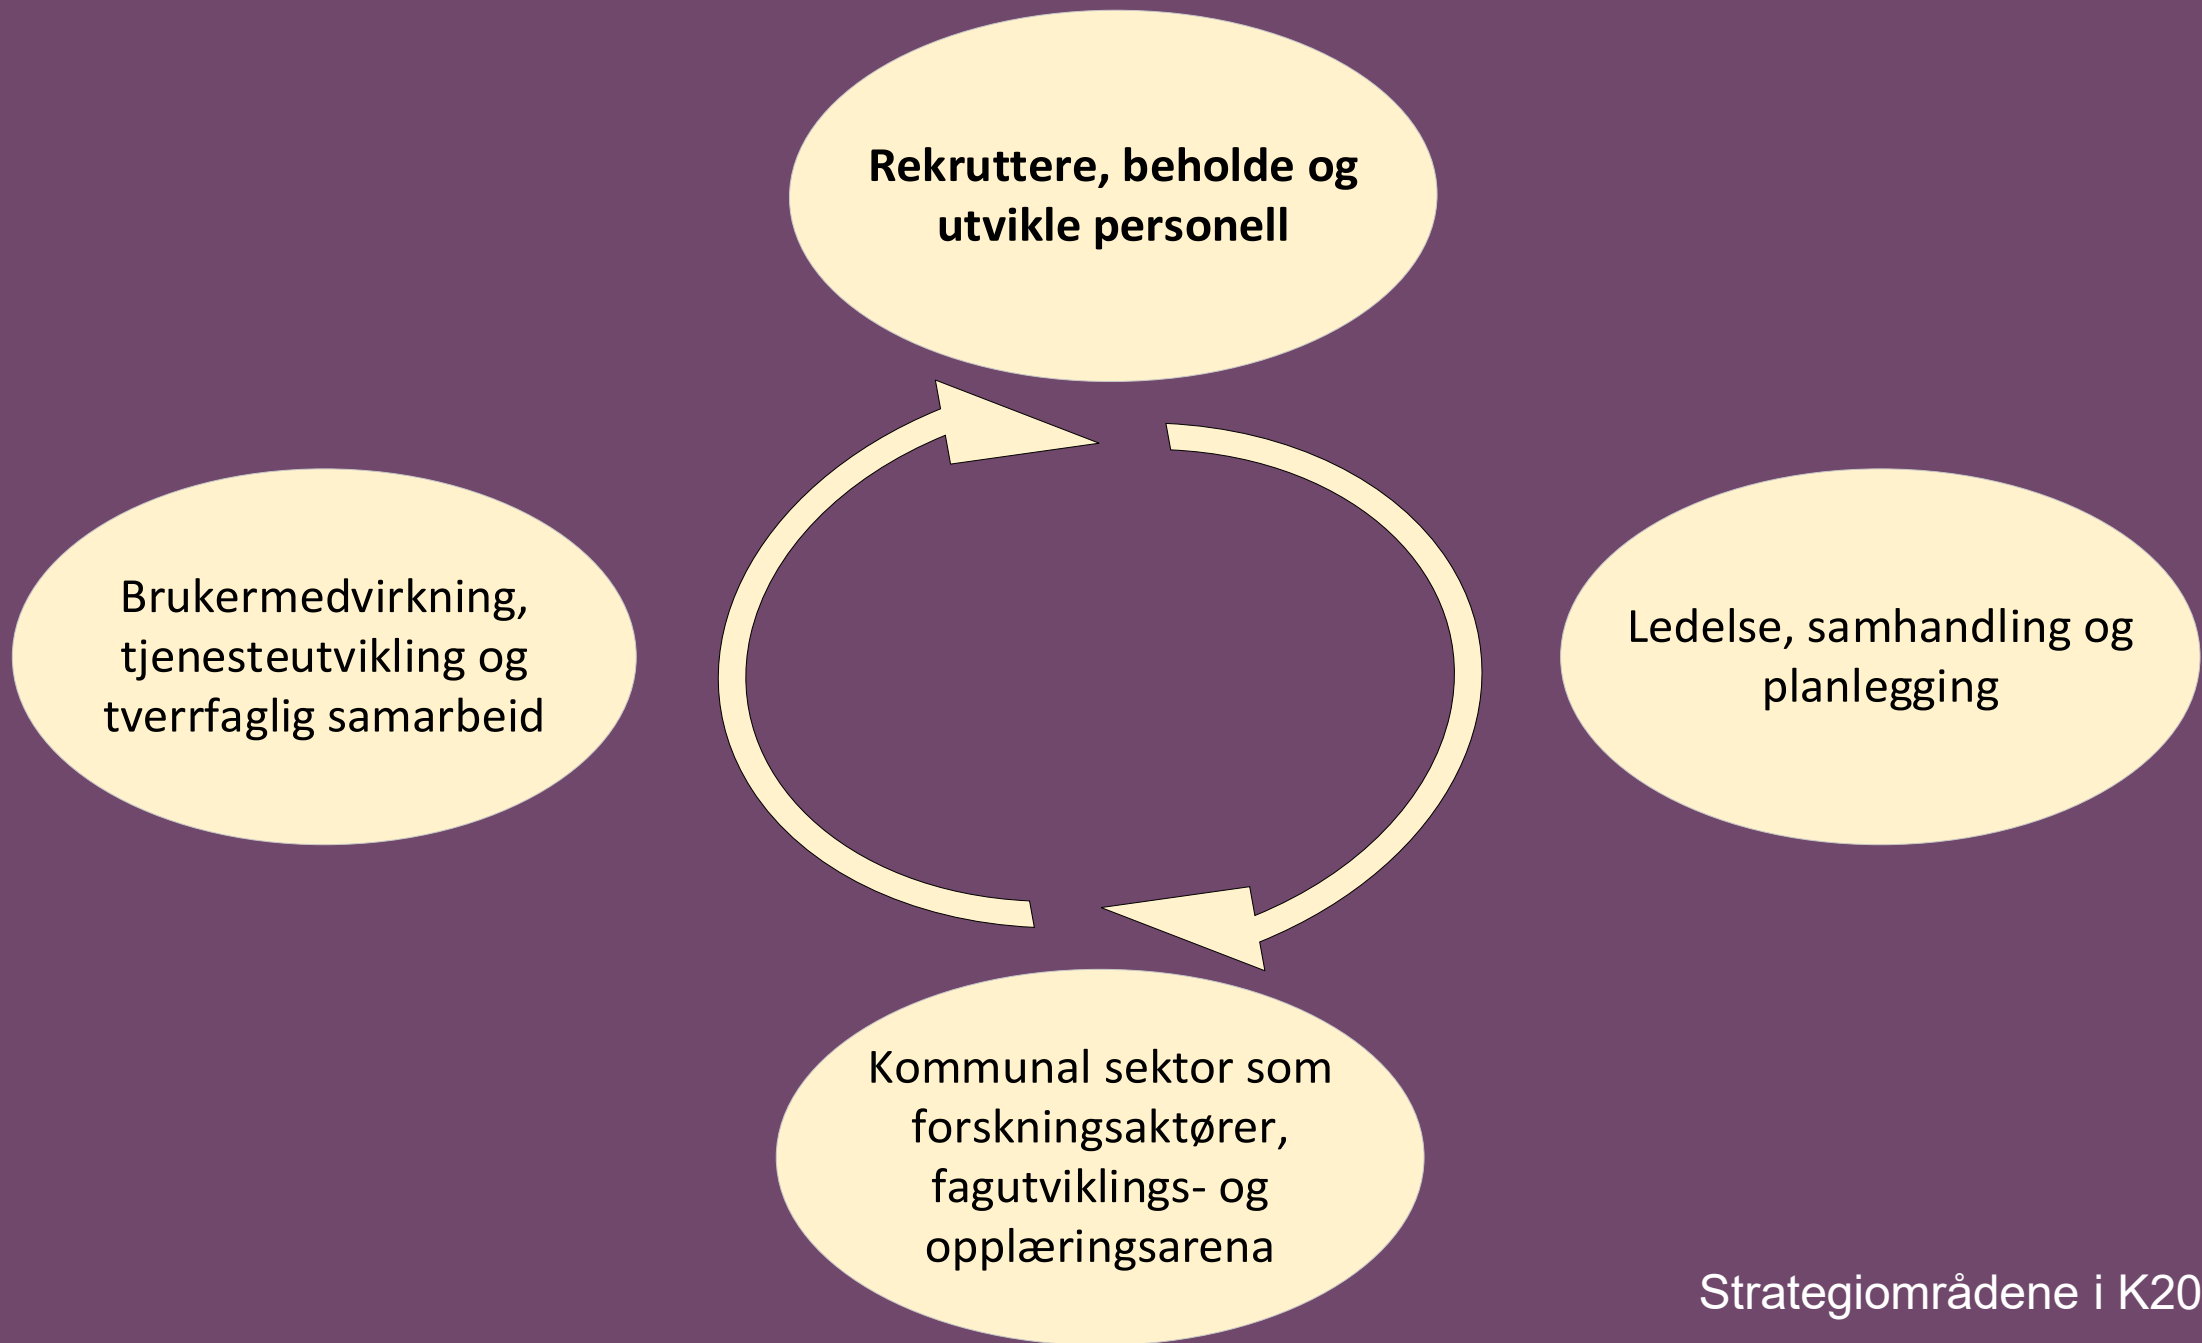 Rekruttere, beholde og
utvikle personell
Brukermedvirkning,
tjenesteutvikling og
tverrfaglig samarbeid
Ledelse, samhandling og
planlegging
Kommunal sektor som
forskningsaktører,
fagutviklings- og
opplæringsarena
Strategiområdene i K20